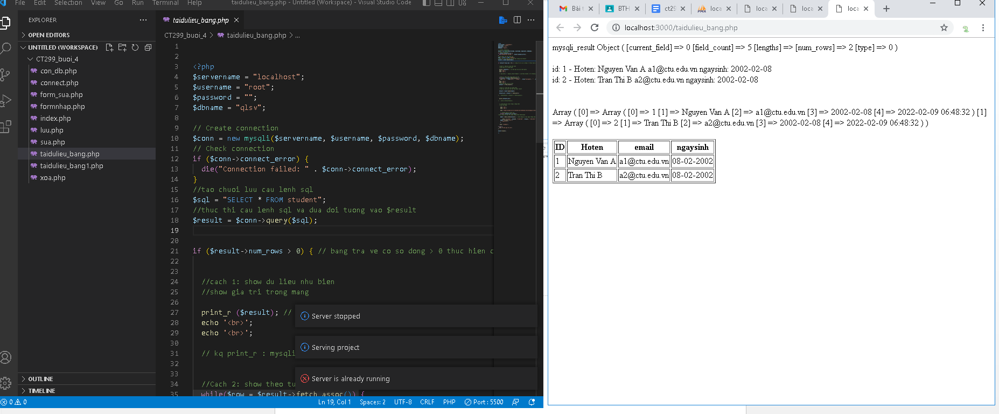 File Edit Selection View Go Run Terminal Help taidulieu_bang.php - Untitled (Workspace) - Visual Studio Code
EXPLORER
OPEN EDITORS
UNTITLED (WORKSPACE)
CT299_buoi_4
con_db.php
connect.php
form_sua.php
formnhap.php
index.php
luu.php
sua.php
taidulieu_bang.php
taidulieu_bang1.php
xoa.php
OUTLINE
TIMELINE
taidulieu_bang.php
CT299_buoi_4 > taidulieu_bang.php > ...
1
2
3 <?php
4 $servername = "localhost";
5 $username = "root";
6 $password = "";
7 $dbname = "qlsv";
8
9 // Create connection
10 $conn = new mysqli($servername, $username, $password, $dbname);
11 // Check connection
12 if ($conn->connect_error) {
13 die("Connection failed: " . $conn->connect_error);
14 }
15 //tao chuoi luu cau lenh sql
16 $sql = "SELECT * FROM student";
17 //thuc thi cau lenh sql va dua doi tuong vao $result
18 $result = $conn->query($sql);
19
20
21 if ($result->num_rows > 0) { // bang tra ve co so dong > 0 thuc hien c
22
23
24 //cach 1: show du lieu nhu bien
25 //show gia tri trong mang
26
27 print_r ($result); //
28 echo '<br>';
29 echo '<br>';
30
31 // kq print_r : mysqli
32
33
34 //Cach 2: show theo tu
35 while($row = $result->fetch_assoc()) {
Server stopped
Serving project
Server is already running
0 0 Ln 19, Col 1 Spaces: 2 UTF-8 CRLF PHP Port : 5500
Bài t BTH ct29 loca loca loca loca
PMA
localhost:3000/taidulieu_bang.php
mysqli_result Object ( [current_field] => 0 [field_count] => 5 [lengths] => [num_rows] => 2 [type] => 0 )
id: 1 - Hoten: Nguyen Van A a1@ctu.edu.vn ngaysinh: 2002-02-08
id: 2 - Hoten: Tran Thi B a2@ctu.edu.vn ngaysinh: 2002-02-08
Array ( [0] => Array ( [0] => 1 [1] => Nguyen Van A [2] => a1@ctu.edu.vn [3] => 2002-02-08 [4] => 2022-02-09 06:48:32 ) [1]
=> Array ( [0] => 2 [1] => Tran Thi B [2] => a2@ctu.edu.vn [3] => 2002-02-08 [4] => 2022-02-09 06:48:32 ) )
ID Hoten email ngaysinh
1 Nguyen Van A a1@ctu.edu.vn 08-02-2002
2 Tran Thi B a2@ctu.edu.vn 08-02-2002